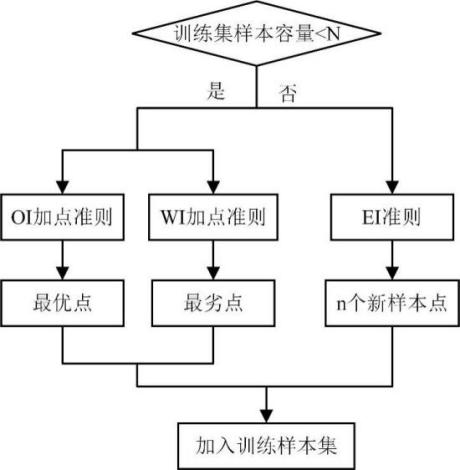 训练集样本容量<N
是
否
OI加点准则
WI加点准则
EI准则
最优点
最劣点
n个新样本点
加入训练样本集